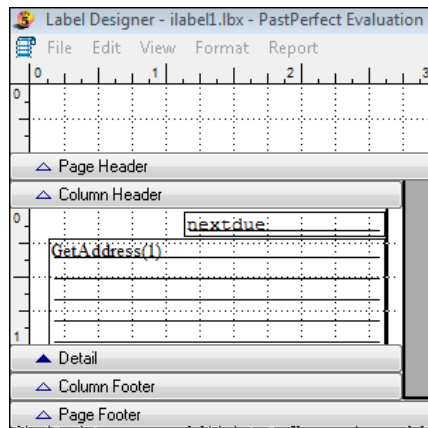 Label Designer - ilabel1.lbx - PastPerfect Evaluation
File Edit View Format Report
0 1 2 3
0
Page Header
Column Header
0
nextdue
GetAddress(1)
1
Detail
Column Footer
Page Footer